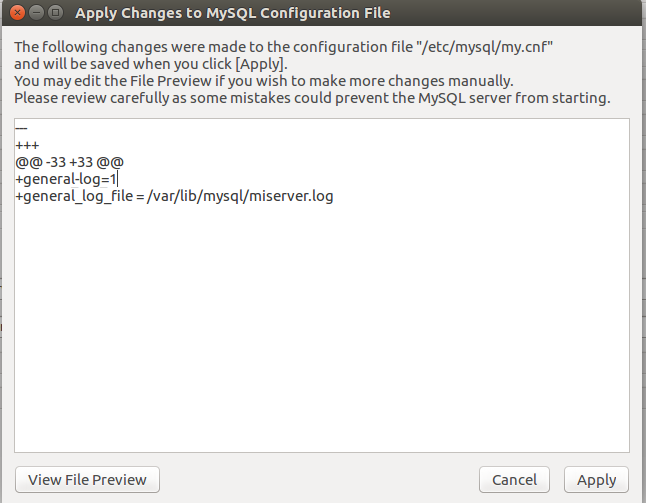 Apply Changes to MySQL Configuration File
The following changes were made to the configuration file "/etc/mysql/my.cnf"
and will be saved when you click [Apply].
You may edit the File Preview if you wish to make more changes manually.
Please review carefully as some mistakes could prevent the MySQL server from starting.
---
+++
@@ -33 +33 @@
+general-log=1
+general_log_file = /var/lib/mysql/miserver.log
View File Preview
Cancel
Apply